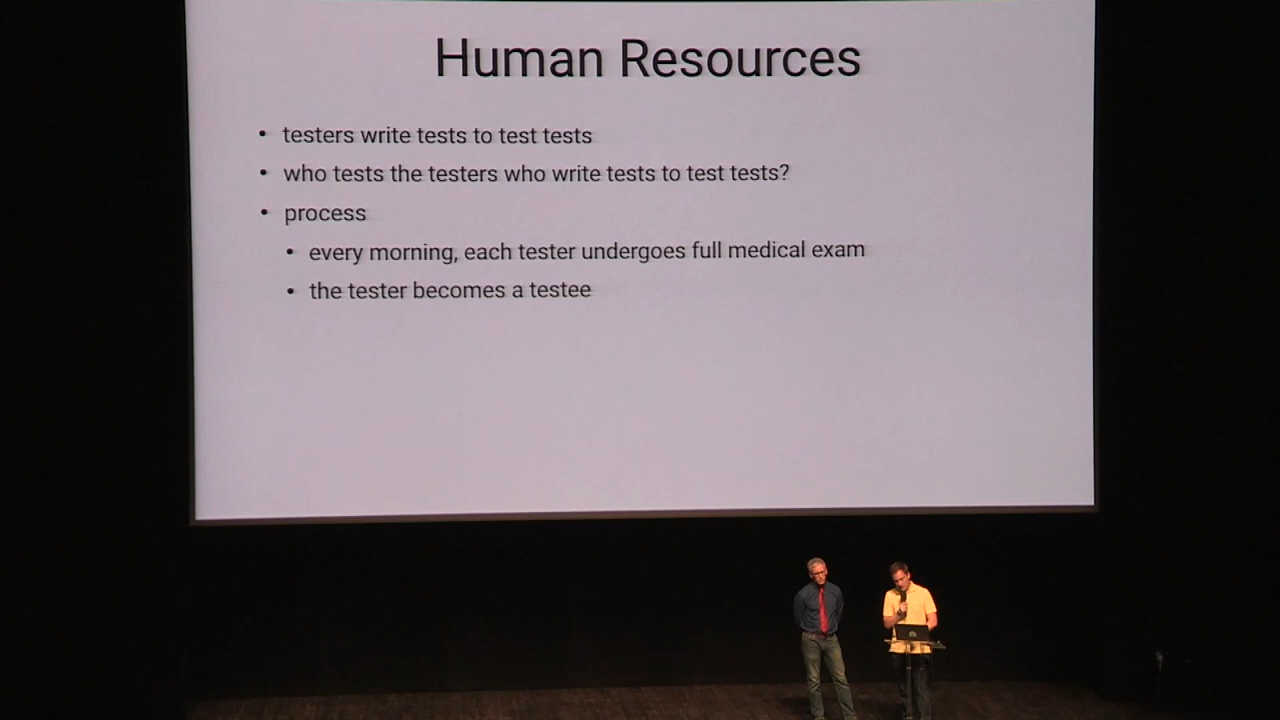 Human Resources
• testers write tests to test tests
• who tests the testers who write tests to test tests?
• process
• every morning, each tester undergoes full medical exam
• the tester becomes a testee